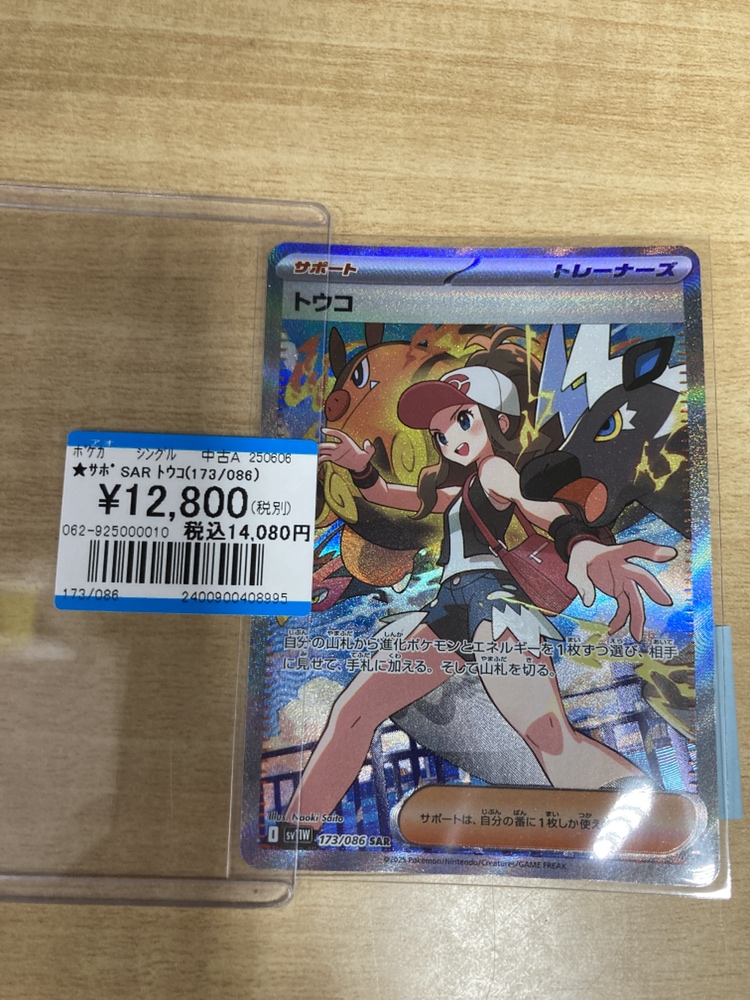 サポート
トレーナーズ
トウコ
ポケカ シングル 中古A 250606
★サポ SAR トウコ(173/086)
¥12,800(税別)
062-925000010 税込14,080円
173/086 2400900408995
自分の山札から進化ポケモンとエネルギーを1枚ずつ選び、相手
に見せて、手札に加える。そして山札を切る。
サポートは、自分の番に1枚しか使え
Illus. Naoki Saito
sv11W 173/086 SAR
©2025 Pokémon/Nintendo/Creatures/GAME FREAK